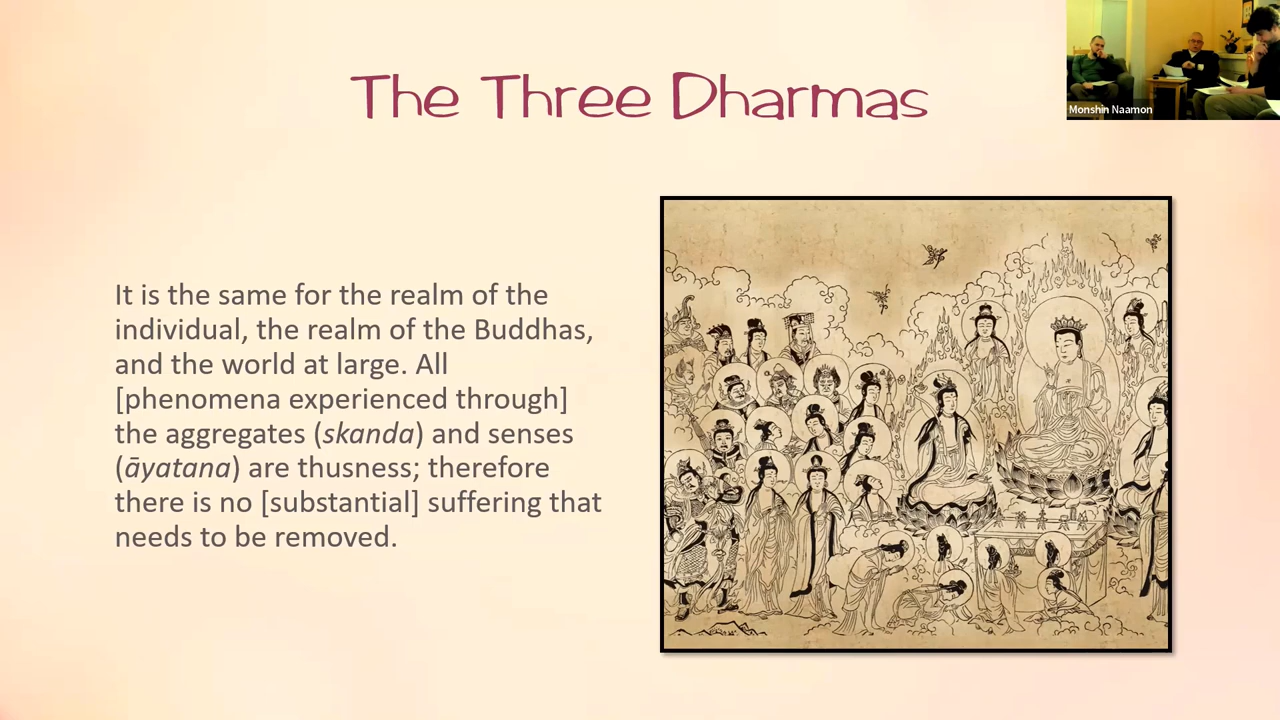 The Three Dharmas
Monshin Naamon
It is the same for the realm of the
individual, the realm of the Buddhas,
and the world at large. All
[phenomena experienced through]
the aggregates (skanda) and senses
(āyatana) are thusness; therefore
there is no [substantial] suffering that
needs to be removed.